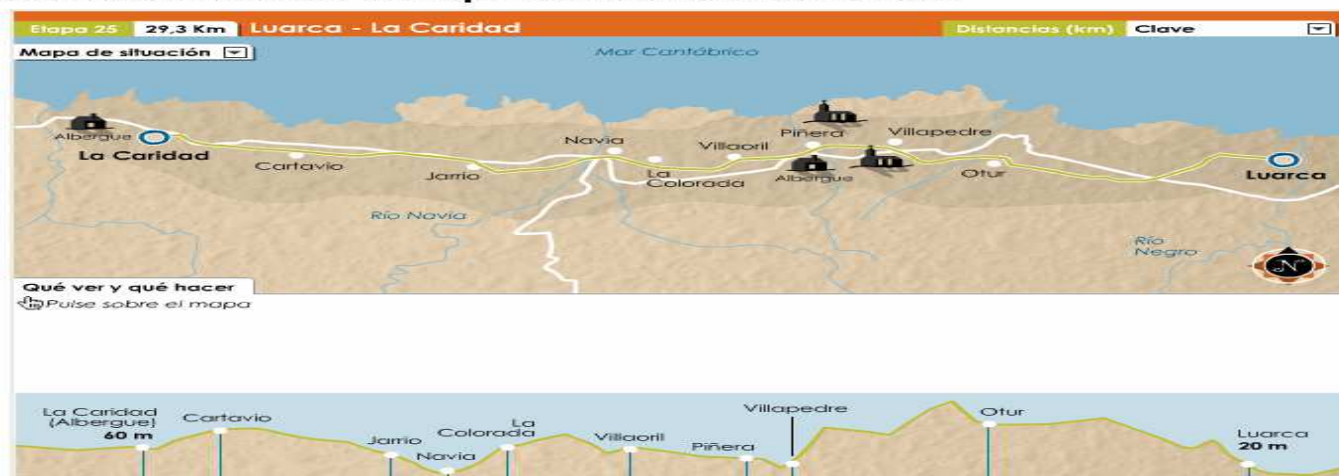 Etapa 25 29,3 Km Luarca - La Caridad Distancias (km) Clave
Mapa de situación
Mar Cantábrico
Albergue
La Caridad
Cartavio
Jarrio
Navia
La Colorada
Villaoril
Piñera
Albergue
Villapedre
Otur
Luarca
Río Navia
Río Negro
N
Qué ver y qué hacer
Pulse sobre el mapa
La Caridad
(Albergue)
60 m
Cartavio
Jarrio
Navia
La
Colorada
Villaoril
Piñera
Villapedre
Otur
Luarca
20 m